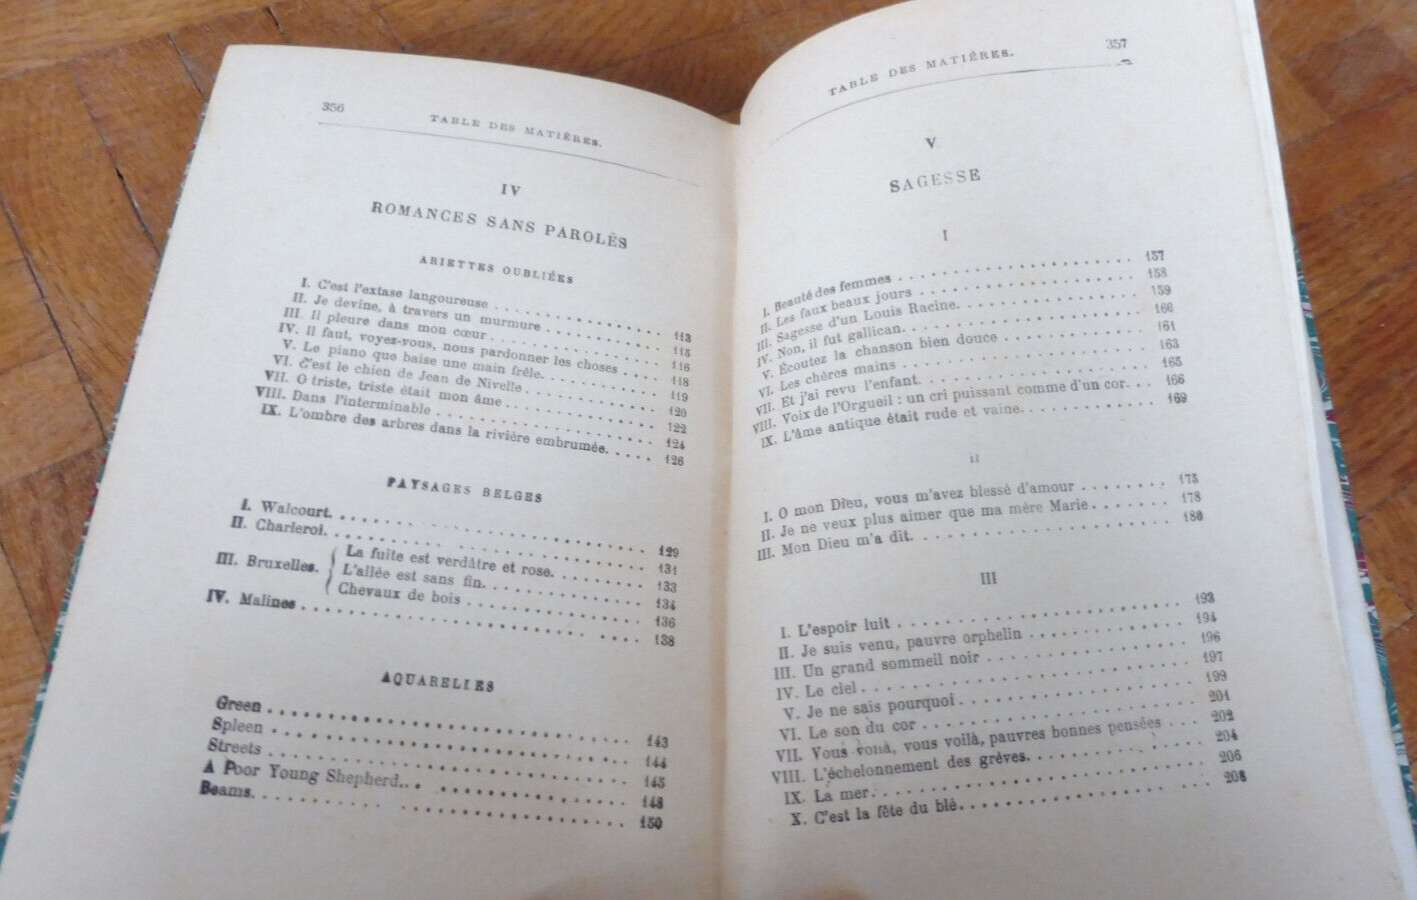 356
TABLE DES MATIÈRES.
IV
ROMANCES SANS PAROLES
ARIETTES OUBLIÉES
I. C'est l'extase langoureuse . . . . . . . . . . 113
II. Je devine, à travers un murmure . . . . . . . . . . 115
III. Il pleure dans mon cœur . . . . . . . . . . 116
IV. Il faut, voyez-vous, nous pardonner les choses . . . . 118
V. Le piano que baise une main frêle. . . . . . . . 119
VI. C'est le chien de Jean de Nivelle . . . . . . . . 120
VII. O triste, triste était mon âme . . . . . . . . . . 122
VIII. Dans l'interminable . . . . . . . . . . 124
IX. L'ombre des arbres dans la rivière embrumée. . . . . 126
PAYSAGES BELGES
I. Walcourt. . . . . . . . . . . 129
II. Charleroi. . . . . . . . . . . 131
III. Bruxelles. { La fuite est verdâtre et rose. . . . . . . . 133
L'allée est sans fin. . . . . . . . . . 134
Chevaux de bois . . . . . . . . . . 136
IV. Malines . . . . . . . . . . 138
AQUARELLES
Green . . . . . . . . . . 143
Spleen . . . . . . . . . . 144
Streets . . . . . . . . . . 145
A Poor Young Shepherd. . . . . . . . . . 148
Beams. . . . . . . . . . . 150
TABLE DES MATIÈRES.
357
V
SAGESSE
I
I. Beauté des femmes . . . . . . . . . . 157
II. Les faux beaux jours . . . . . . . . . . 158
III. Sagesse d'un Louis Racine. . . . . . . . . . 159
IV. Non, il fut gallican. . . . . . . . . . 160
V. Écoutez la chanson bien douce . . . . . . . . 161
VI. Les chères mains . . . . . . . . . . 163
VII. Et j'ai revu l'enfant. . . . . . . . . . 165
VIII. Voix de l'Orgueil : un cri puissant comme d'un cor. . . 166
IX. L'âme antique était rude et vaine. . . . . . . . . 169
II
I. O mon Dieu, vous m'avez blessé d'amour . . . . . . . . 175
II. Je ne veux plus aimer que ma mère Marie . . . . . . . 178
III. Mon Dieu m'a dit. . . . . . . . . . 180
III
I. L'espoir luit . . . . . . . . . . 193
II. Je suis venu, pauvre orphelin . . . . . . . . . . 194
III. Un grand sommeil noir . . . . . . . . . . 196
IV. Le ciel . . . . . . . . . . 197
V. Je ne sais pourquoi . . . . . . . . . . 199
VI. Le son du cor . . . . . . . . . . 201
VII. Vous voilà, vous voilà, pauvres bonnes pensées . . . 202
VIII. L'échelonnement des grèves. . . . . . . . . . 204
IX. La mer. . . . . . . . . . . 206
X. C'est la fête du blé. . . . . . . . . . 208